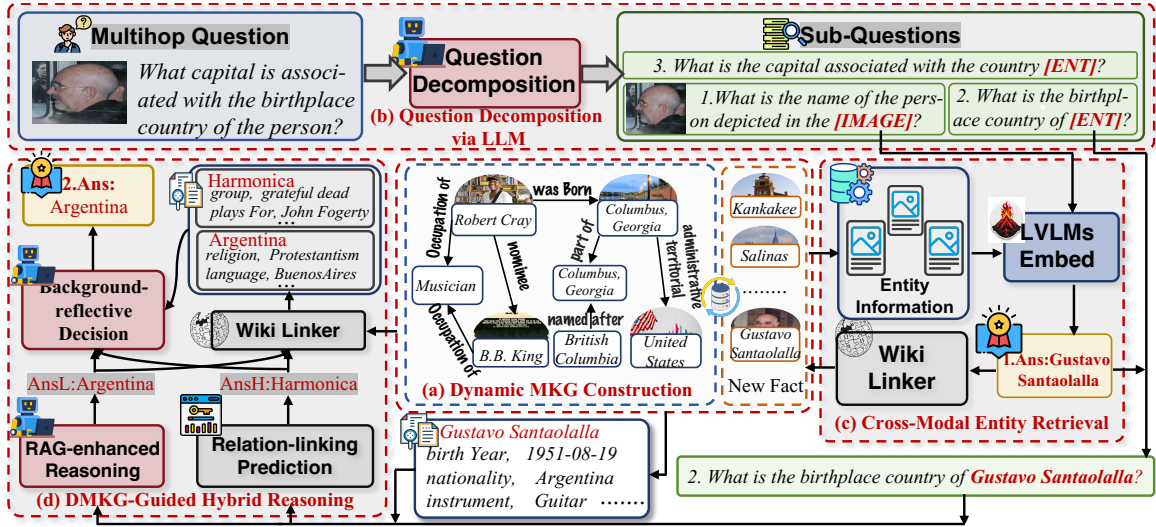 Multihop Question
What capital is associ-
ated with the birthplace
country of the person?
Question
Decomposition
(b) Question Decomposition
via LLM
Sub-Questions
3. What is the capital associated with the country [ENT]?
1.What is the name of the pers-
on depicted in the [IMAGE]?
2. What is the birthpl-
ace country of [ENT]?
2.Ans:
Argentina
Harmonica
group, grateful dead
plays For, John Fogerty
...
Argentina
religion, Protestantism
language, BuenosAires
...
Background-
reflective
Decision
Wiki Linker
AnsL:Argentina
AnsH:Harmonica
RAG-enhanced
Reasoning
Relation-linking
Prediction
(d) DMKG-Guided Hybrid Reasoning
Occupation of
Robert Cray
was Born
Columbus,
Georgia
nominee
part of
administrative
territorial
Musician
Columbus,
Georgia
Occupation of
named after
B.B. King
British
Columbia
United
States
(a) Dynamic MKG Construction
Kankakee
Salinas
........
Gustavo
Santaolalla
New Fact
Entity
Information
LVLMs
Embed
Wiki
Linker
1.Ans:Gustavo
Santaolalla
(c) Cross-Modal Entity Retrieval
Gustavo Santaolalla
birth Year, 1951-08-19
nationality, Argentina
instrument, Guitar .......
2. What is the birthplace country of Gustavo Santaolalla?